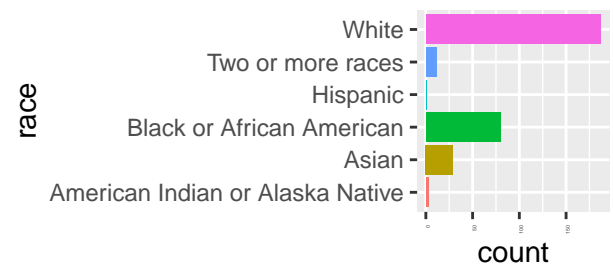 White
Two or more races
Hispanic
Black or African American
Asian
American Indian or Alaska Native
race
0
50
100
150
count